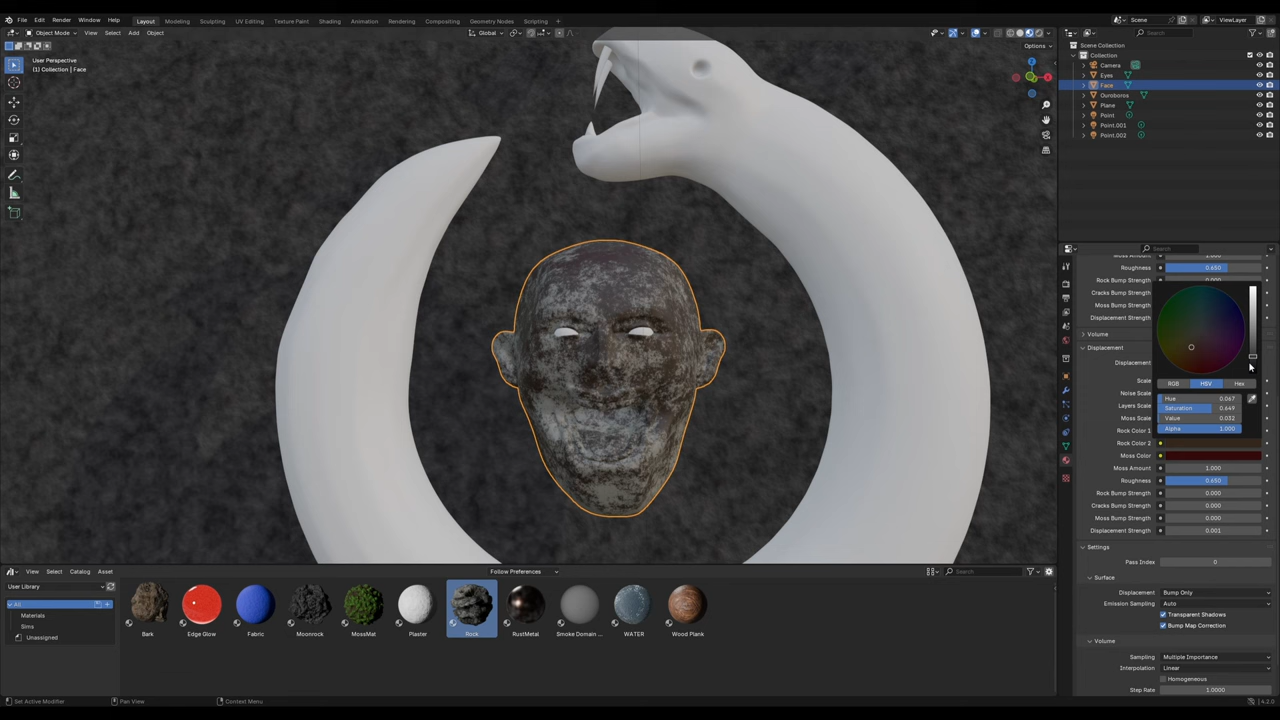 File Edit Render Window Help Layout Modeling Sculpting UV Editing Texture Paint Shading Animation Rendering Compositing Geometry Nodes Scripting + Scene ViewLayer
Object Mode View Select Add Object Global Search
Options
User Perspective
(1) Collection | Face
Scene Collection
Collection
Camera
Eyes
Face
Ouroboros
Plane
Point
Point.001
Point.002
Search
Roughness 0.650
Rock Bump Strength 0.000
Cracks Bump Strength
Moss Bump Strength
Displacement Strength
Volume
Displacement
Displacement
Scale
Noise Scale
Layers Scale
Moss Scale
Rock Color 1
RGB HSV Hex
Hue 0.067
Saturation 0.649
Value 0.032
Alpha 1.000
Rock Color 2
Moss Color
Moss Amount 1.000
Roughness 0.650
Rock Bump Strength 0.000
Cracks Bump Strength 0.000
Moss Bump Strength 0.000
Displacement Strength 0.001
Settings
Pass Index 0
Surface
Displacement Bump Only
Emission Sampling Auto
Transparent Shadows
Bump Map Correction
Volume
Sampling Multiple Importance
Interpolation Linear
Homogeneous
Step Rate 1.0000
View Select Catalog Asset Follow Preferences Search
User Library
All
Materials
Sims
Unassigned
Bark Edge Glow Fabric Moonrock MossMat Plaster Rock RustMetal Smoke Domain ... WATER Wood Plank
Set Active Modifier Pan View Context Menu 4.2.0